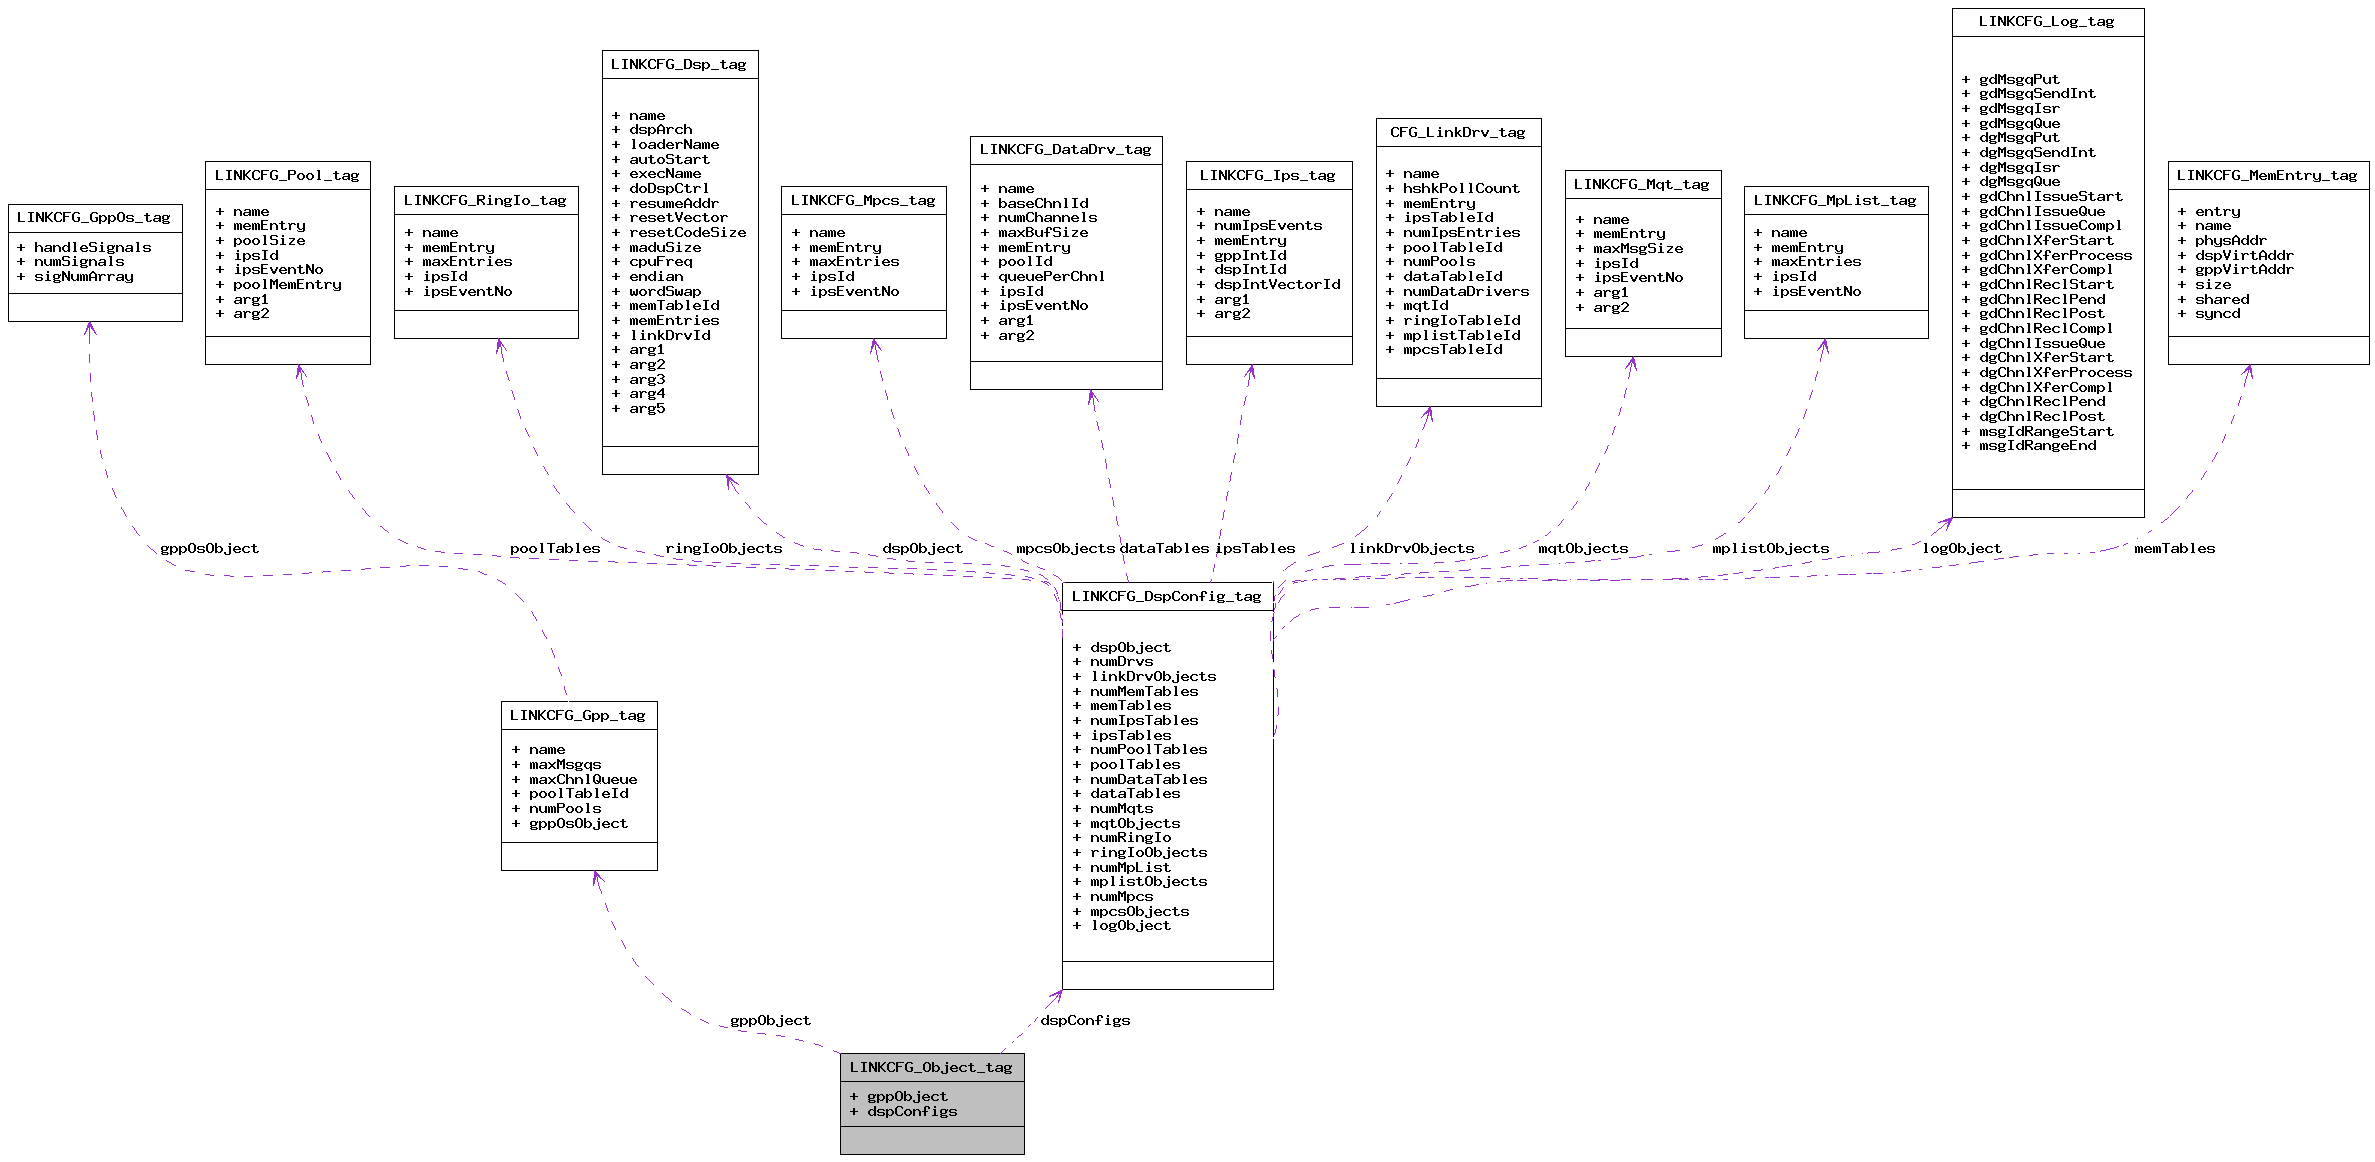 LINKCFG_GppOs_tag
+ handleSignals
+ numSignals
+ sigNumArray
LINKCFG_Pool_tag
+ name
+ memEntry
+ poolSize
+ ipsId
+ ipsEventNo
+ poolMemEntry
+ arg1
+ arg2
LINKCFG_RingIo_tag
+ name
+ memEntry
+ maxEntries
+ ipsId
+ ipsEventNo
LINKCFG_Dsp_tag
+ name
+ dspArch
+ loaderName
+ autoStart
+ execName
+ doDspCtrl
+ resumeAddr
+ resetVector
+ resetCodeSize
+ maduSize
+ cpuFreq
+ endian
+ wordSwap
+ memTableId
+ memEntries
+ linkDrvId
+ arg1
+ arg2
+ arg3
+ arg4
+ arg5
LINKCFG_Mpcs_tag
+ name
+ memEntry
+ maxEntries
+ ipsId
+ ipsEventNo
LINKCFG_DataDrv_tag
+ name
+ baseChnlId
+ numChannels
+ maxBufSize
+ memEntry
+ poolId
+ queuePerChnl
+ ipsId
+ ipsEventNo
+ arg1
+ arg2
LINKCFG_Ips_tag
+ name
+ numIpsEvents
+ memEntry
+ gppIntId
+ dspIntId
+ dspIntVectorId
+ arg1
+ arg2
CFG_LinkDrv_tag
+ name
+ hshkPollCount
+ memEntry
+ ipsTableId
+ numIpsEntries
+ poolTableId
+ numPools
+ dataTableId
+ numDataDrivers
+ mqtId
+ ringIoTableId
+ mplistTableId
+ mpcsTableId
LINKCFG_Mqt_tag
+ name
+ memEntry
+ maxMsgSize
+ ipsId
+ ipsEventNo
+ arg1
+ arg2
LINKCFG_MpList_tag
+ name
+ memEntry
+ maxEntries
+ ipsId
+ ipsEventNo
LINKCFG_Log_tag
+ gdMsgqPut
+ gdMsgqSendInt
+ gdMsgqIsr
+ gdMsgqQue
+ dgMsgqPut
+ dgMsgqSendInt
+ dgMsgqIsr
+ dgMsgqQue
+ gdChnlIssueStart
+ gdChnlIssueQue
+ gdChnlIssueCompl
+ gdChnlXferStart
+ gdChnlXferProcess
+ gdChnlXferCompl
+ gdChnlReclStart
+ gdChnlReclPend
+ gdChnlReclPost
+ gdChnlReclCompl
+ dgChnlIssueQue
+ dgChnlXferStart
+ dgChnlXferProcess
+ dgChnlXferCompl
+ dgChnlReclPend
+ dgChnlReclPost
+ msgIdRangeStart
+ msgIdRangeEnd
LINKCFG_MemEntry_tag
+ entry
+ name
+ physAddr
+ dspVirtAddr
+ gppVirtAddr
+ size
+ shared
+ syncd
gppOsObject
poolTables
ringIoObjects
dspObject
mpcsObjects
dataTables
ipsTables
linkDrvObjects
mqtObjects
mplistObjects
logObject
memTables
LINKCFG_Gpp_tag
+ name
+ maxMsgqs
+ maxChnlQueue
+ poolTableId
+ numPools
+ gppOsObject
LINKCFG_DspConfig_tag
+ dspObject
+ numDrvs
+ linkDrvObjects
+ numMemTables
+ memTables
+ numIpsTables
+ ipsTables
+ numPoolTables
+ poolTables
+ numDataTables
+ dataTables
+ numMqts
+ mqtObjects
+ numRingIo
+ ringIoObjects
+ numMpList
+ mplistObjects
+ numMpcs
+ mpcsObjects
+ logObject
gppObject
dspConfigs
LINKCFG_Object_tag
+ gppObject
+ dspConfigs